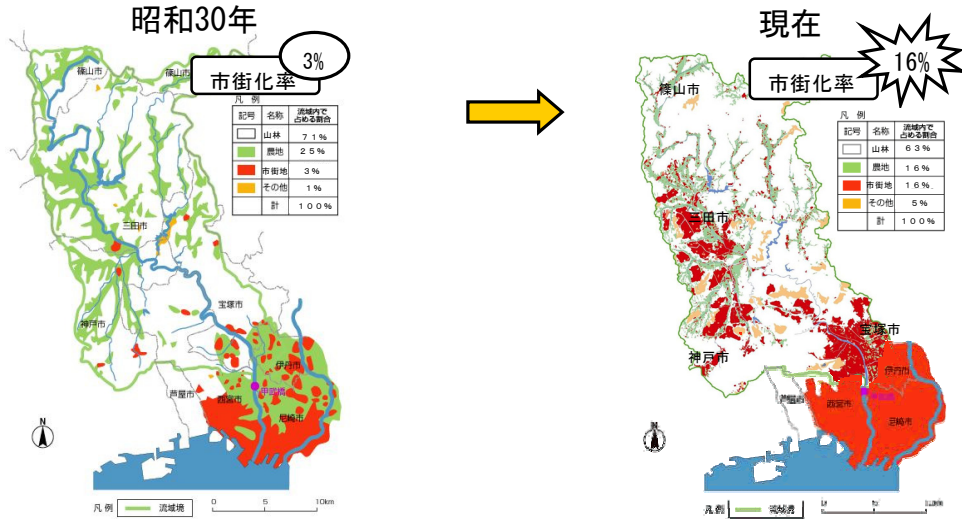 昭和30年
現在
市街化率
3%
凡 例
記号 名称 流域内で占める割合
山林 71%
農地 25%
市街地 3%
その他 1%
計 100%
篠山市
篠山市
三田市
宝塚市
神戸市
伊丹市
芦屋市
西宮市
甲武橋
尼崎市
N
凡 例 流域境
0 5 10km
市街化率
16%
凡 例
記号 名称 流域内で占める割合
山林 63%
農地 16%
市街地 16%
その他 5%
計 100%
篠山市
三田市
宝塚市
神戸市
伊丹市
芦屋市
西宮市
尼崎市
N
凡 例 流域境